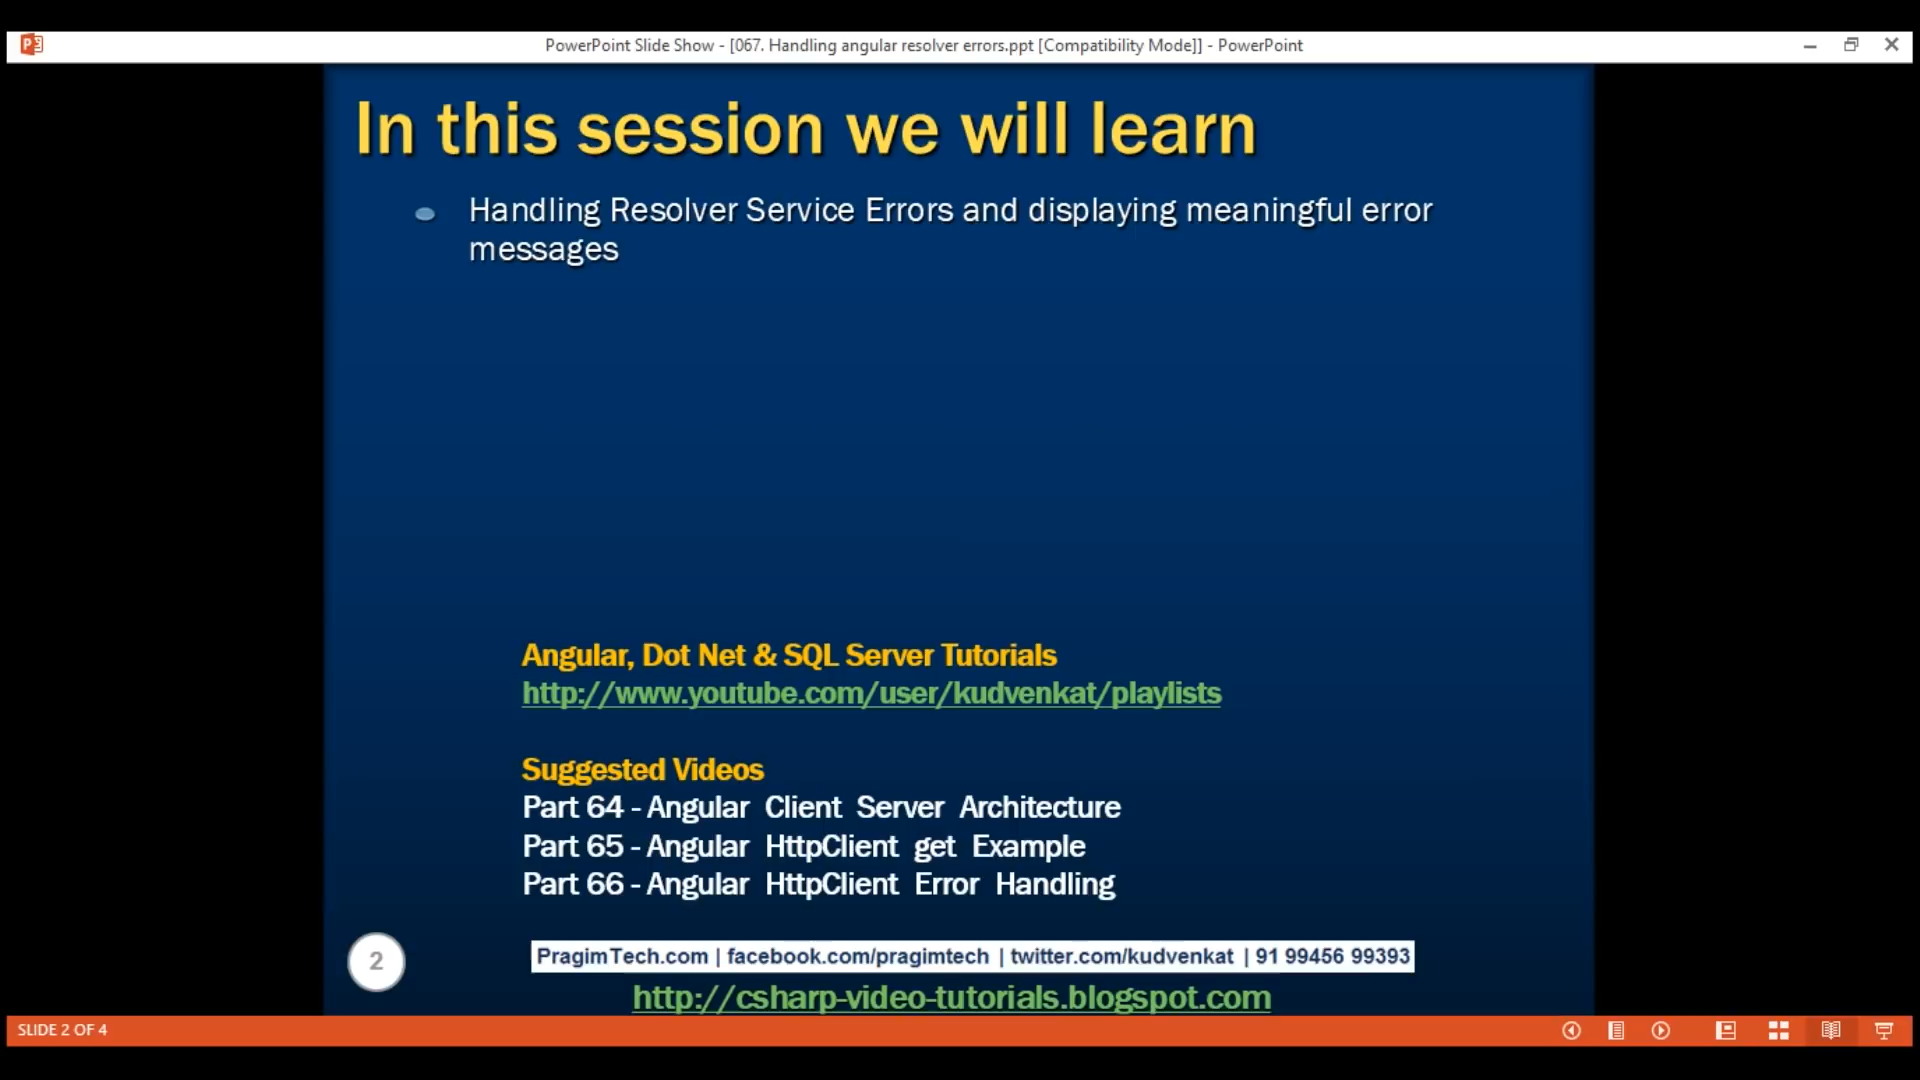 PowerPoint Slide Show - [067. Handling angular resolver errors.ppt [Compatibility Mode]] - PowerPoint
In this session we will learn
Handling Resolver Service Errors and displaying meaningful error
messages
Angular, Dot Net & SQL Server Tutorials
http://www.youtube.com/user/kudvenkat/playlists
Suggested Videos
Part 64 - Angular Client Server Architecture
Part 65 - Angular HttpClient get Example
Part 66 - Angular HttpClient Error Handling
2
PragimTech.com | facebook.com/pragimtech | twitter.com/kudvenkat | 91 99456 99393
http://csharp-video-tutorials.blogspot.com
SLIDE 2 OF 4